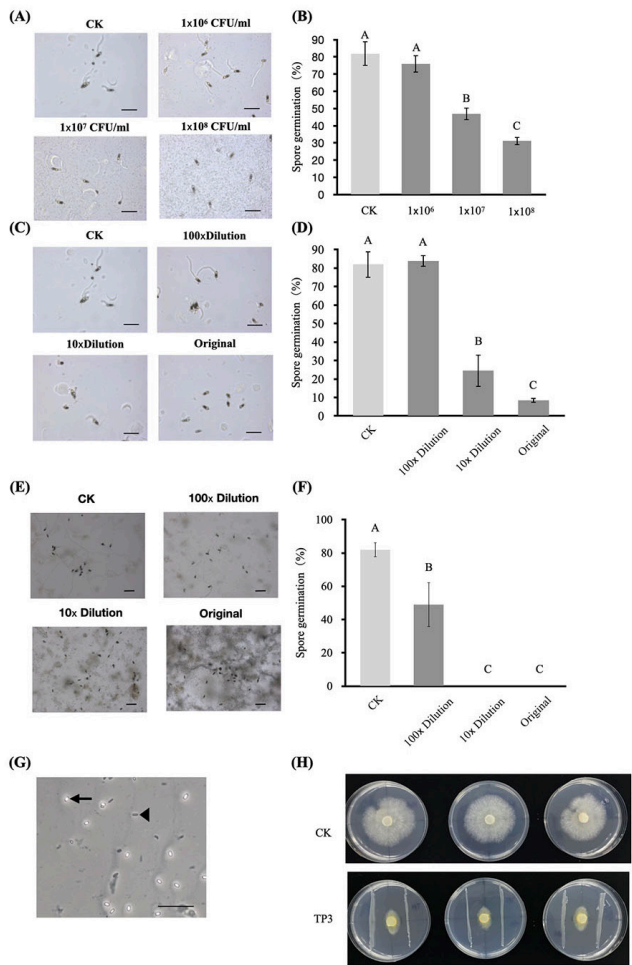 (A)
CK
1x10⁶ CFU/ml
1x10⁷ CFU/ml
1x10⁸ CFU/ml
(B)
Spore germination (%)
90
80
70
60
50
40
30
20
10
0
A
A
B
C
CK
1x10⁶
1x10⁷
1x10⁸
(C)
CK
100xDilution
10xDilution
Original
(D)
Spore germination (%)
90
80
70
60
50
40
30
20
10
0
A
A
B
C
CK
100x Dilution
10x Dilution
Original
(E)
CK
100x Dilution
10x Dilution
Original
(F)
Spore germination (%)
100
80
60
40
20
0
A
B
C
C
CK
100x Dilution
10x Dilution
Original
(G)
(H)
CK
TP3